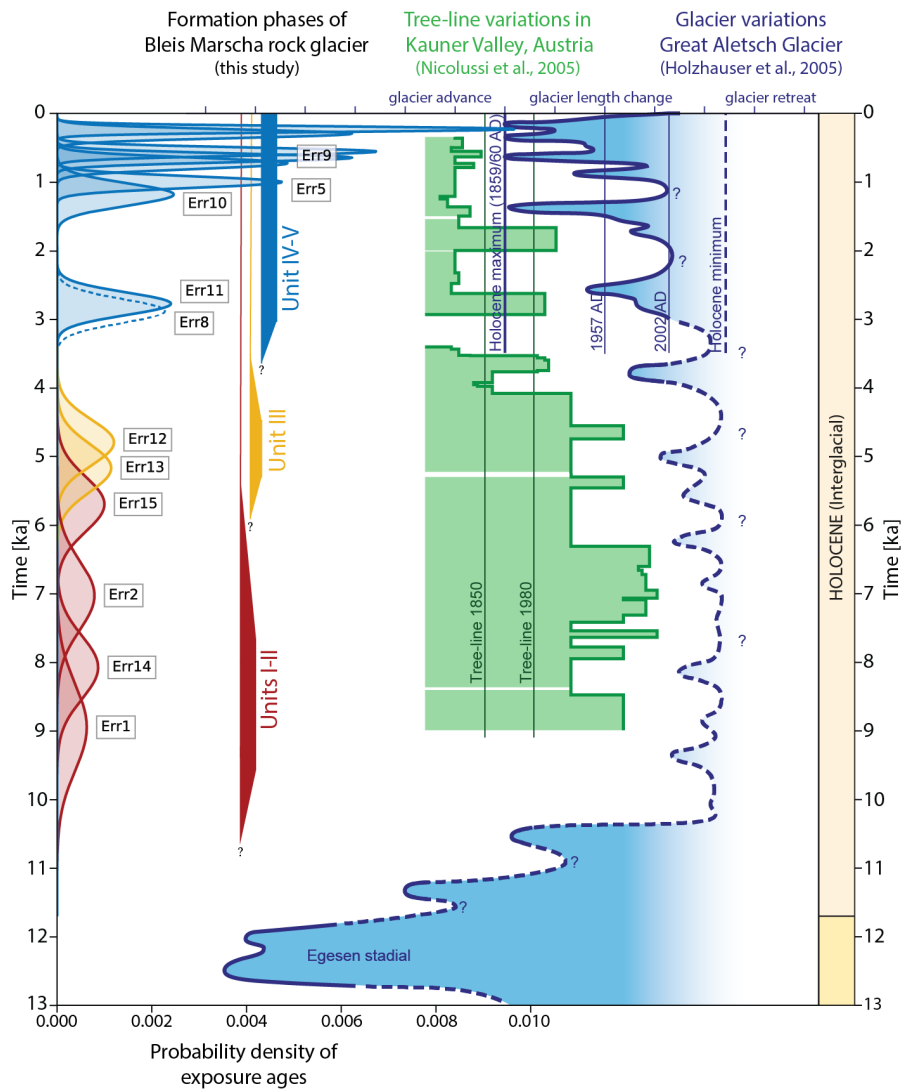 Formation phases of
Bleis Marscha rock glacier
(this study)
Tree-line variations in
Kauner Valley, Austria
(Nicolussi et al., 2005)
Glacier variations
Great Aletsch Glacier
(Holzhauser et al., 2005)
glacier advance
glacier length change
glacier retreat
0
0
Err9
Err5
1
1
Err10
?
2
2
?
Err11
Err8
3
3
Unit IV-V
Holocene maximum (1859/60 AD)
1957 AD
2002 AD
Holocene minimum
?
?
4
4
Err12
Unit III
?
5
5
Err13
Err15
?
?
6
6
Time [ka]
HOLOCENE (Interglacial)
Time [ka]
7
7
Err2
Tree-line 1850
Tree-line 1980
?
8
8
Err14
Units I-II
9
9
Err1
10
10
?
11
11
?
?
12
12
Egesen stadial
13
13
0.000
0.002
0.004
0.006
0.008
0.010
Probability density of
exposure ages